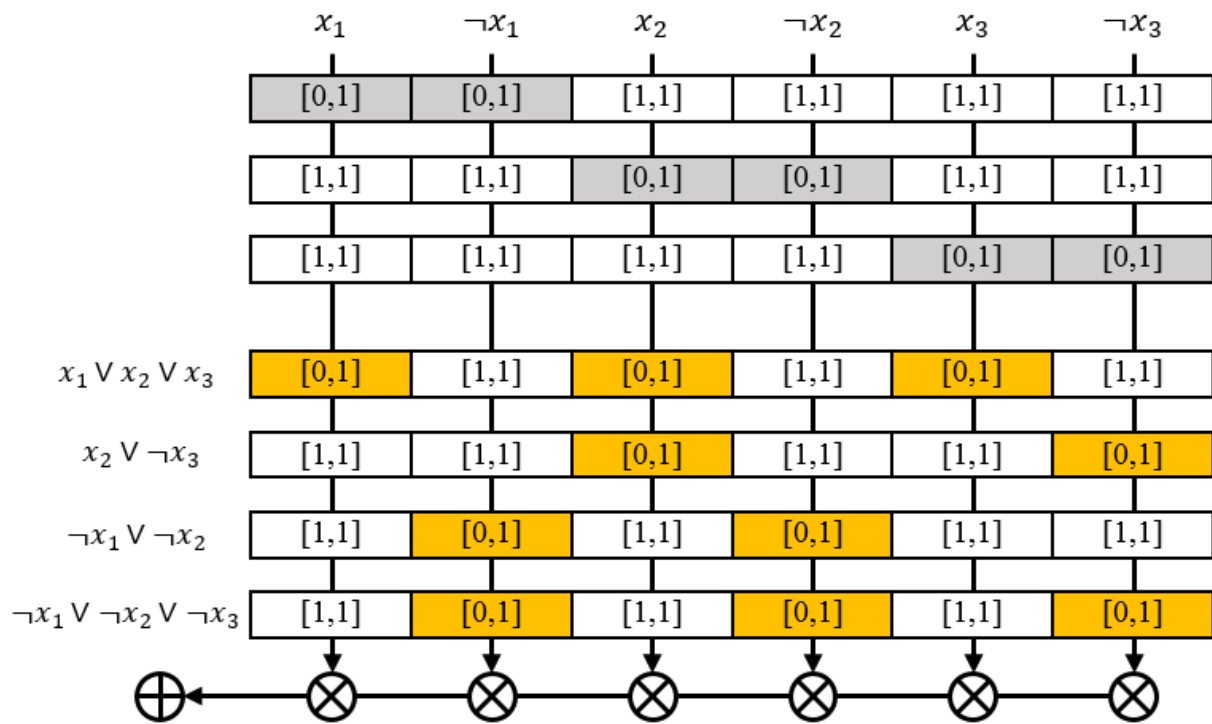 x₁ ¬x₁ x₂ ¬x₂ x₃ ¬x₃
[0,1] [0,1] [1,1] [1,1] [1,1] [1,1]
[1,1] [1,1] [0,1] [0,1] [1,1] [1,1]
[1,1] [1,1] [1,1] [1,1] [0,1] [0,1]
x₁ ∨ x₂ ∨ x₃ [0,1] [1,1] [0,1] [1,1] [0,1] [1,1]
x₂ ∨ ¬x₃ [1,1] [1,1] [0,1] [1,1] [1,1] [0,1]
¬x₁ ∨ ¬x₂ [1,1] [0,1] [1,1] [0,1] [1,1] [1,1]
¬x₁ ∨ ¬x₂ ∨ ¬x₃ [1,1] [0,1] [1,1] [0,1] [1,1] [0,1]